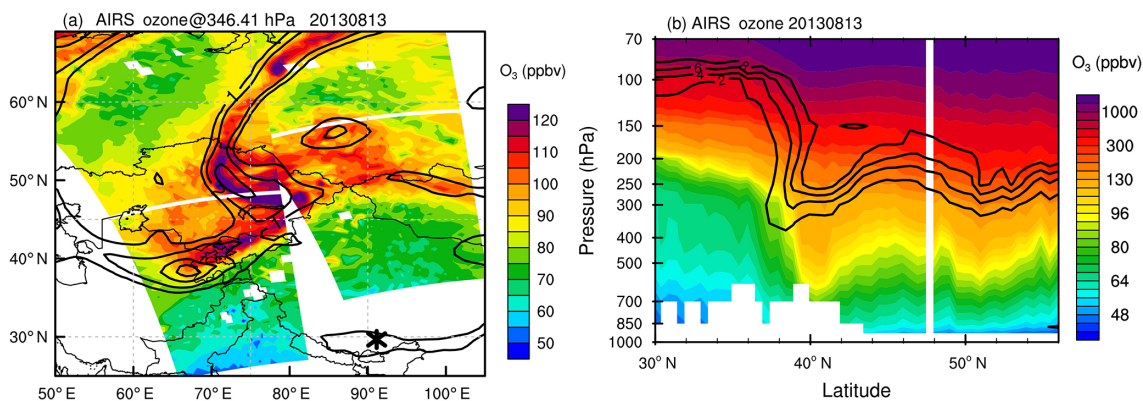 (a) AIRS ozone@346.41 hPa 20130813
60° N
50° N
40° N
30° N
50° E 60° E 70° E 80° E 90° E 100° E
1
O3 (ppbv)
120
110
100
90
80
70
60
50
(b) AIRS ozone 20130813
Pressure (hPa)
70
100
150
200
250
300
400
500
700
850
1000
30° N 40° N 50° N
Latitude
6 8
4 2
O3 (ppbv)
1000
300
130
96
80
64
48